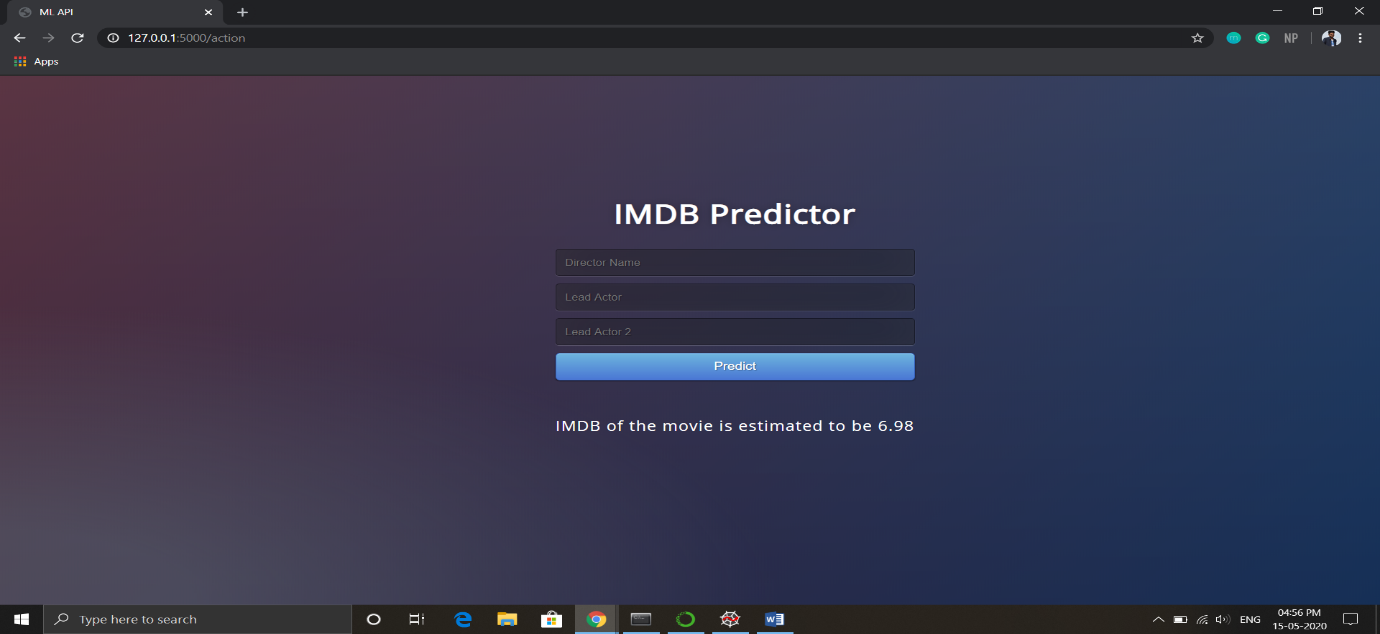 ML API
127.0.0.1:5000/action
NP
Apps
IMDB Predictor
Director Name
Lead Actor
Lead Actor 2
Predict
IMDB of the movie is estimated to be 6.98
Type here to search
ENG
04:56 PM
15-05-2020